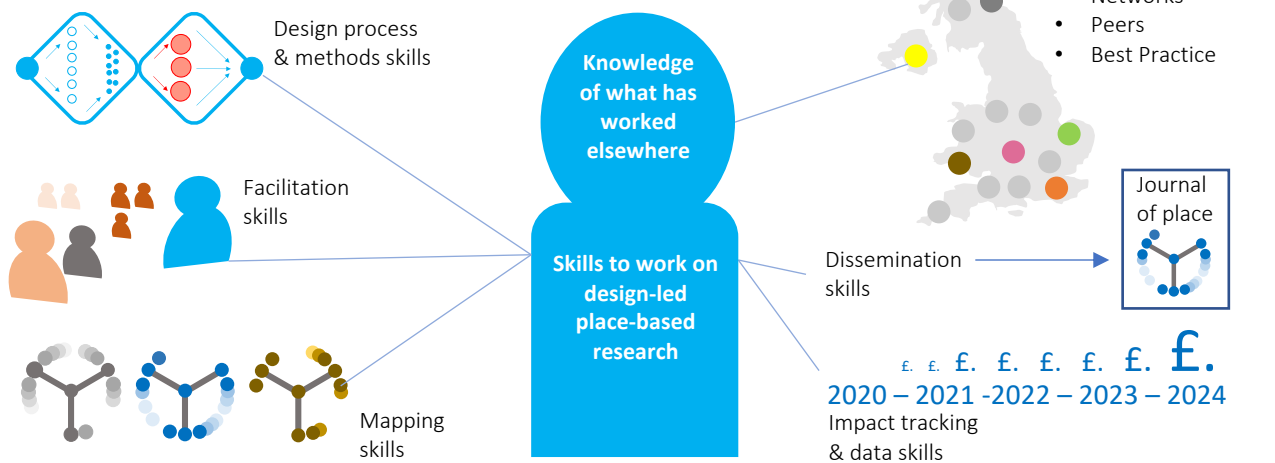 Design process
& methods skills
Knowledge
of what has
worked
elsewhere
• Peers
• Best Practice
Facilitation
skills
Journal
of place
Skills to work on
design-led
place-based
research
Dissemination
skills
£. £. £. £. £. £. £. £.
2020 – 2021 -2022 – 2023 – 2024
Impact tracking
& data skills
Mapping
skills